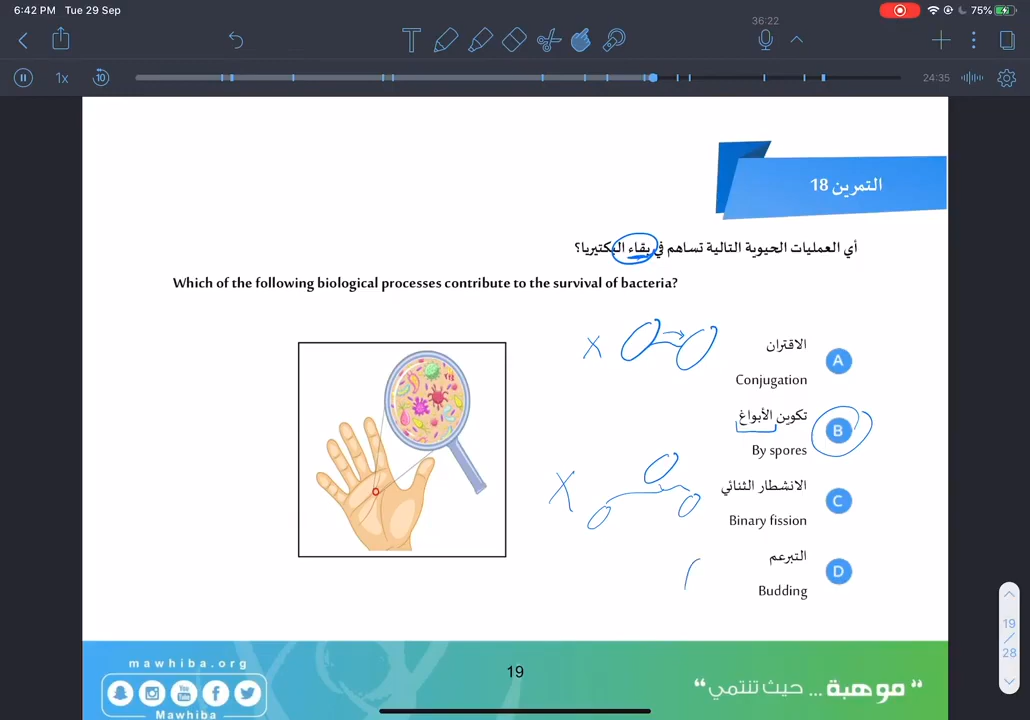 6:42 PM Tue 29 Sep
75%
36:22
1x
10
24:35
التمرين 18
أي العمليات الحيوية التالية تساهم في بقاء البكتيريا؟
Which of the following biological processes contribute to the survival of bacteria?
الاقتران
A
Conjugation
تكوين الأبواغ
B
By spores
الانشطار الثنائي
C
Binary fission
التبرعم
D
Budding
19
/
28
mawhiba.org
Mawhiba
19
”موهبة ... حيث تنتمي“